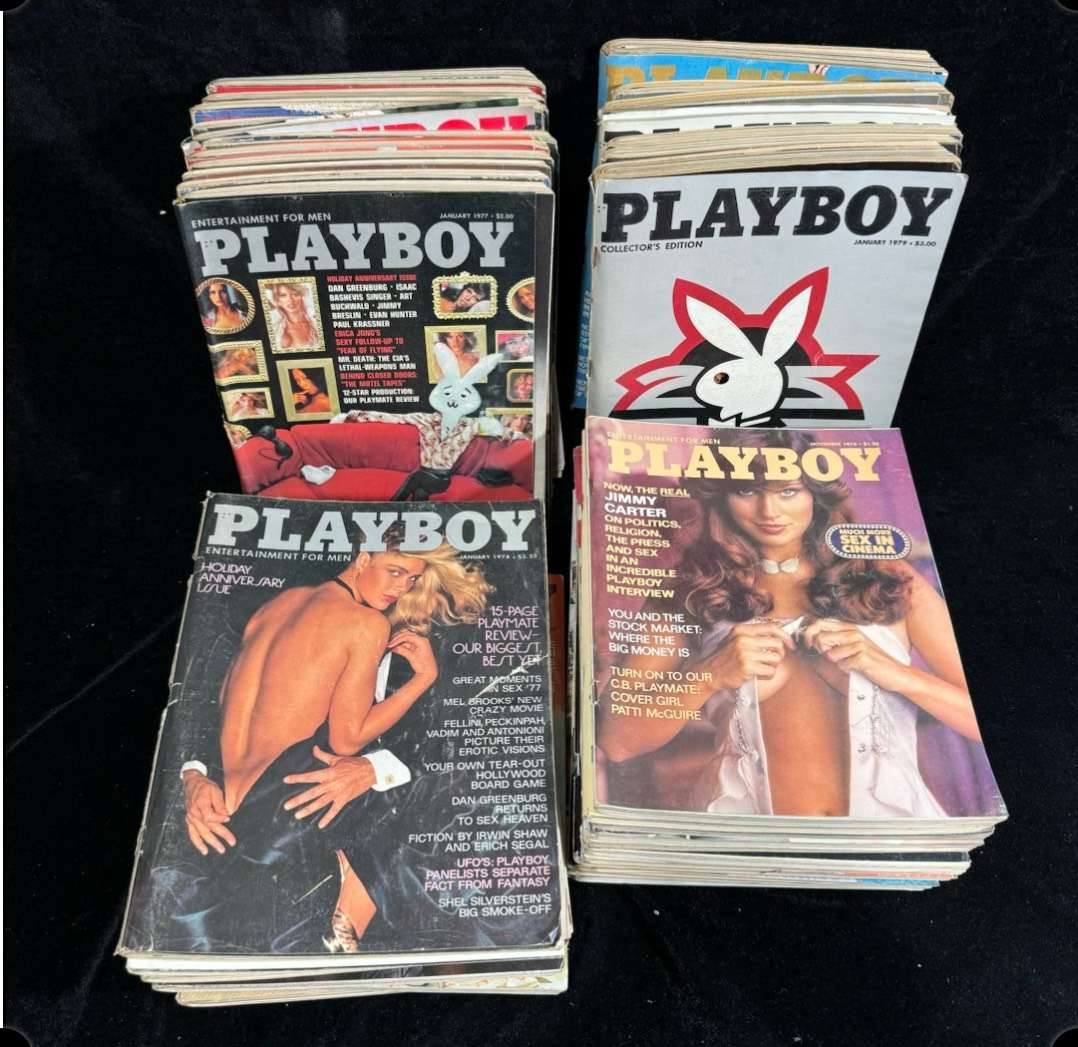 PLAYBOY
ENTERTAINMENT FOR MEN
JANUARY 1977 • $2.00
PLAYBOY
HOLIDAY ANNIVERSARY ISSUE
DAN GREENBURG • ISAAC
BASHEVIS SINGER • ART
BUCHWALD • JIMMY
BRESLIN • EVAN HUNTER
PAUL KRASSNER
ERICA JONG'S
SEXY FOLLOW-UP TO
"FEAR OF FLYING"
MR. DEATH: THE CIA'S
LETHAL-WEAPONS MAN
BEHIND CLOSED DOORS:
"THE MOTEL TAPES"
12-STAR PRODUCTION:
OUR PLAYMATE REVIEW
PLAYBOY
PLAYBOY
PLAYBOY
COLLECTOR'S EDITION
JANUARY 1979 • $3.00
PLAYBOY
ENTERTAINMENT FOR MEN
JANUARY 1978 •
HOLIDAY
ANNIVERSARY
ISSUE
15-PAGE
PLAYMATE
REVIEW—
OUR BIGGEST,
BEST YET
GREAT MOMENTS
IN SEX '77
MEL BROOKS' NEW
CRAZY MOVIE
FELLINI, PECKINPAH,
VADIM AND ANTONIONI
PICTURE THEIR
EROTIC VISIONS
YOUR OWN TEAR-OUT
HOLLYWOOD
BOARD GAME
DAN GREENBURG
RETURNS
TO SEX HEAVEN
FICTION BY IRWIN SHAW
AND ERICH SEGAL
UFO'S: PLAYBOY
PANELISTS SEPARATE
FACT FROM FANTASY
SHEL SILVERSTEIN'S
BIG SMOKE-OFF
ENTERTAINMENT FOR MEN
NOVEMBER 1976 •
PLAYBOY
NOW, THE REAL
JIMMY
CARTER
ON POLITICS,
RELIGION,
THE PRESS
AND SEX
IN AN
INCREDIBLE
PLAYBOY
INTERVIEW
MUCH MORE
SEX IN
CINEMA
YOU AND THE
STOCK MARKET:
WHERE THE
BIG MONEY IS
TURN ON TO OUR
C.B. PLAYMATE:
COVER GIRL
PATTI McGUIRE